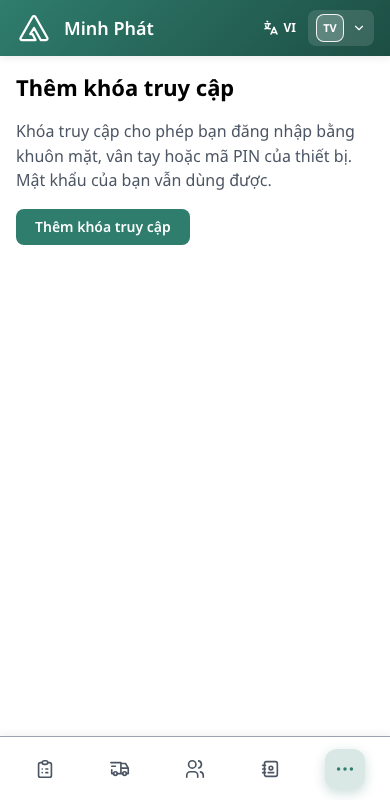 Minh Phát
VI
TV
Thêm khóa truy cập
Khóa truy cập cho phép bạn đăng nhập bằng
khuôn mặt, vân tay hoặc mã PIN của thiết bị.
Mật khẩu của bạn vẫn dùng được.
Thêm khóa truy cập